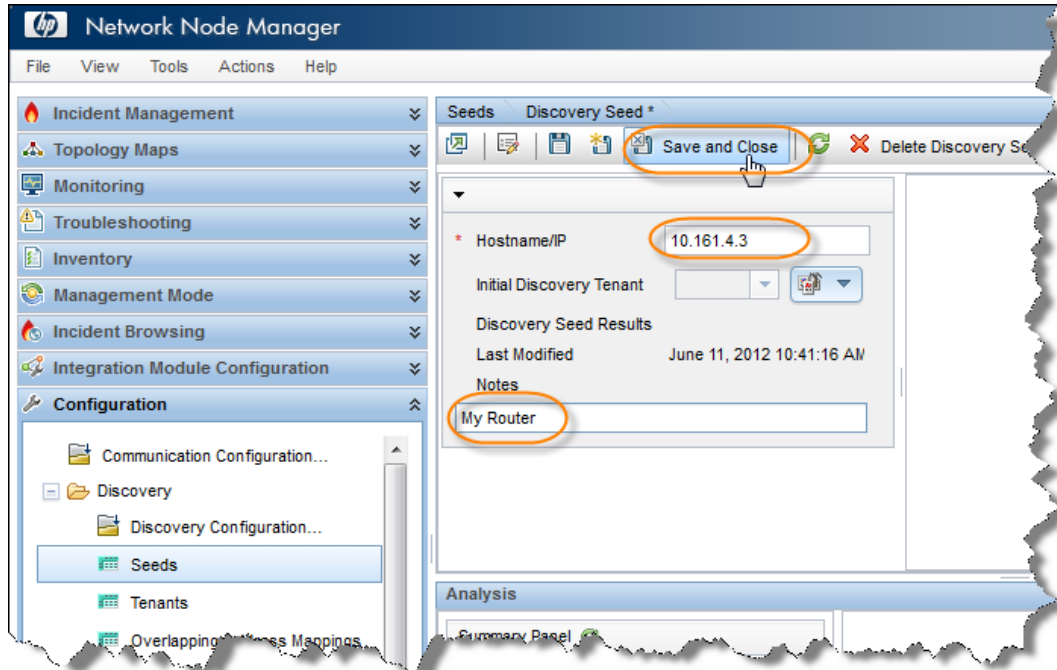 hp Network Node Manager
File View Tools Actions Help
Incident Management
Topology Maps
Monitoring
Troubleshooting
Inventory
Management Mode
Incident Browsing
Integration Module Configuration
Configuration
Communication Configuration...
Discovery
Discovery Configuration...
Seeds
Tenants
Overlapping Mappings
Seeds Discovery Seed *
Save and Close Delete Discovery
* Hostname/IP 10.161.4.3
Initial Discovery Tenant
Discovery Seed Results
Last Modified June 11, 2012 10:41:16 AM
Notes
My Router
Analysis
Summary Panel